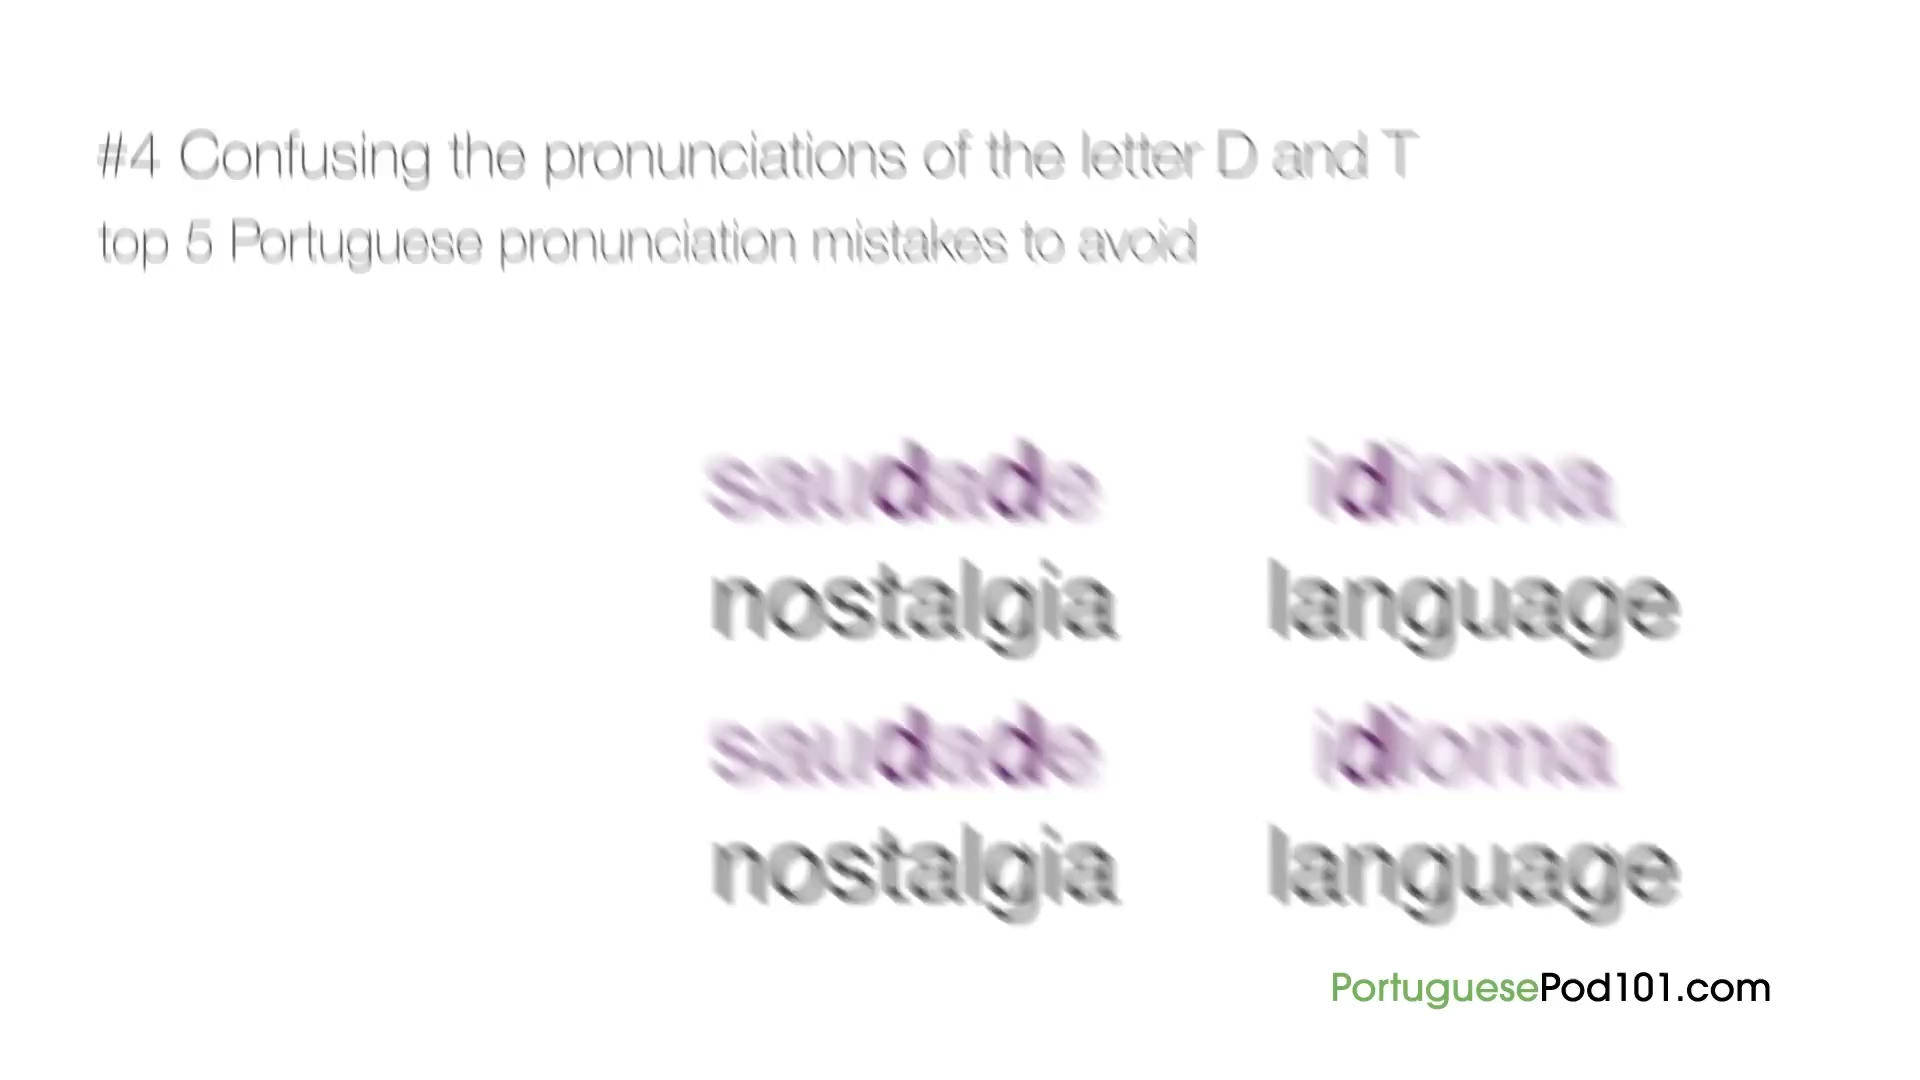 #4 Confusing the pronunciations of the letter D and T
top 5 Portuguese pronunciation mistakes to avoid
saudade idioma
nostalgia language
saudade idioma
nostalgia language
PortuguesePod101.com